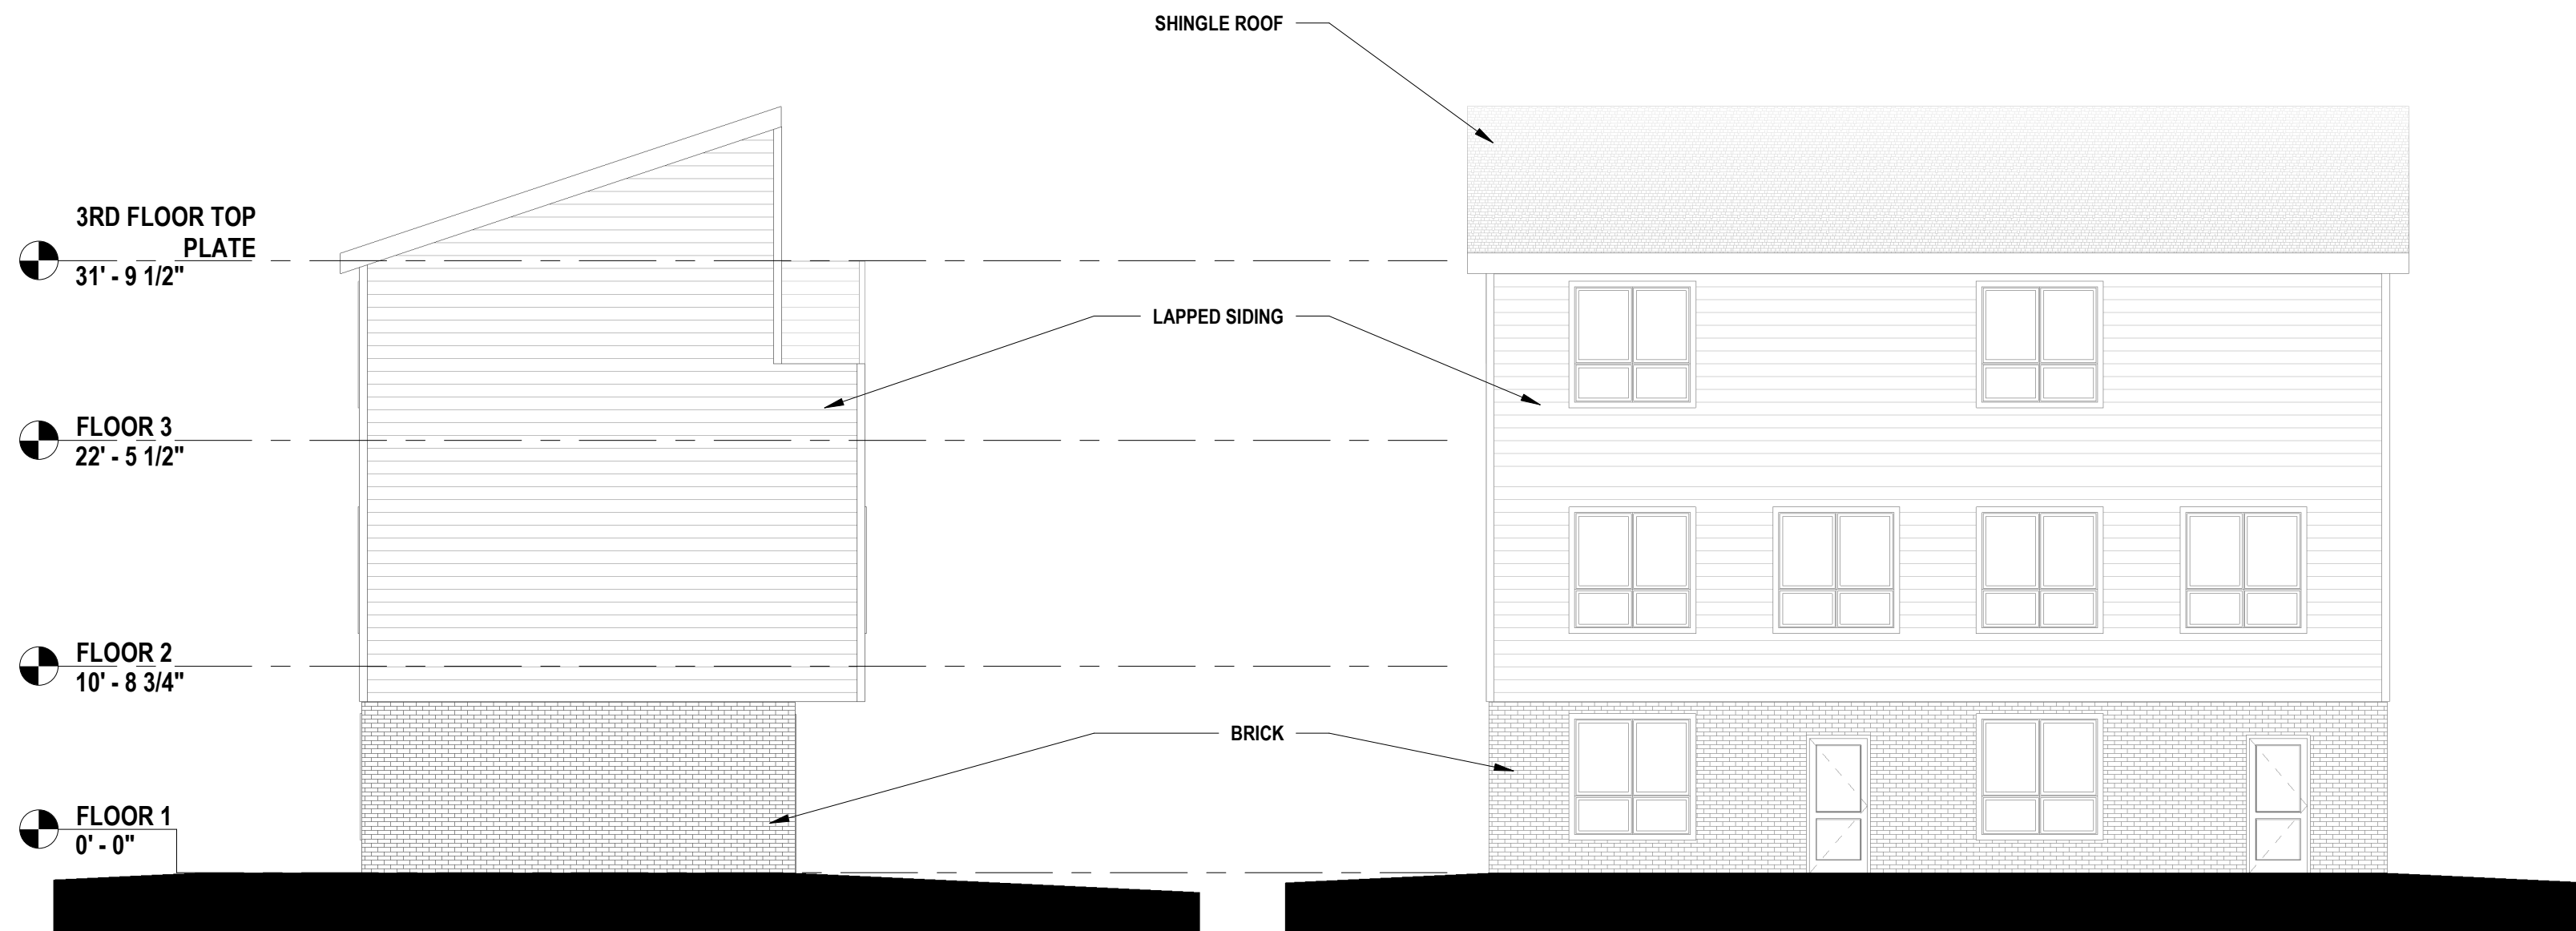 SHINGLE ROOF
3RD FLOOR TOP
PLATE
31' - 9 1/2"
LAPPED SIDING
FLOOR 3
22' - 5 1/2"
FLOOR 2
10' - 8 3/4"
BRICK
FLOOR 1
0' - 0"